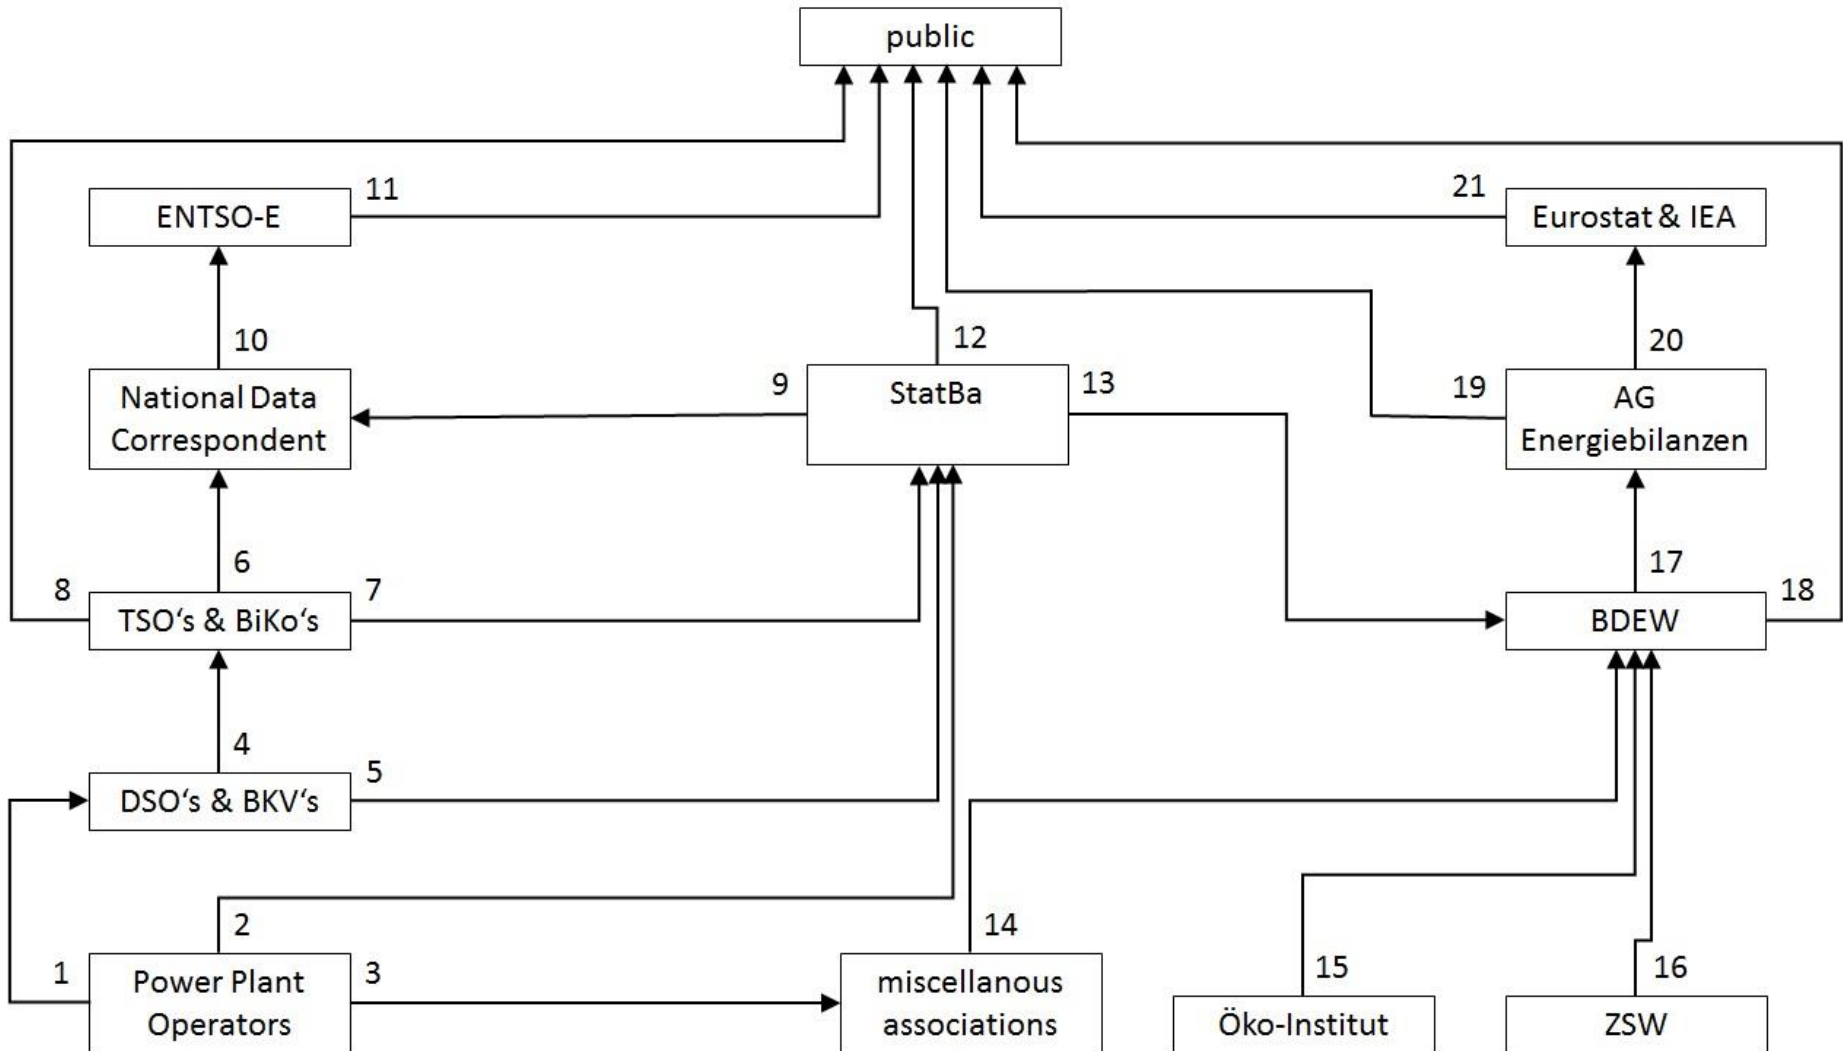 public
11
21
ENTSO-E
Eurostat & IEA
10
12
20
National Data
Correspondent
9
StatBa
13
19
AG
Energiebilanzen
6
17
8
7
18
TSO‘s & BiKo‘s
BDEW
4
5
DSO‘s & BKV‘s
2
14
1
Power Plant
Operators
3
miscellanous
associations
15
16
Öko-Institut
ZSW